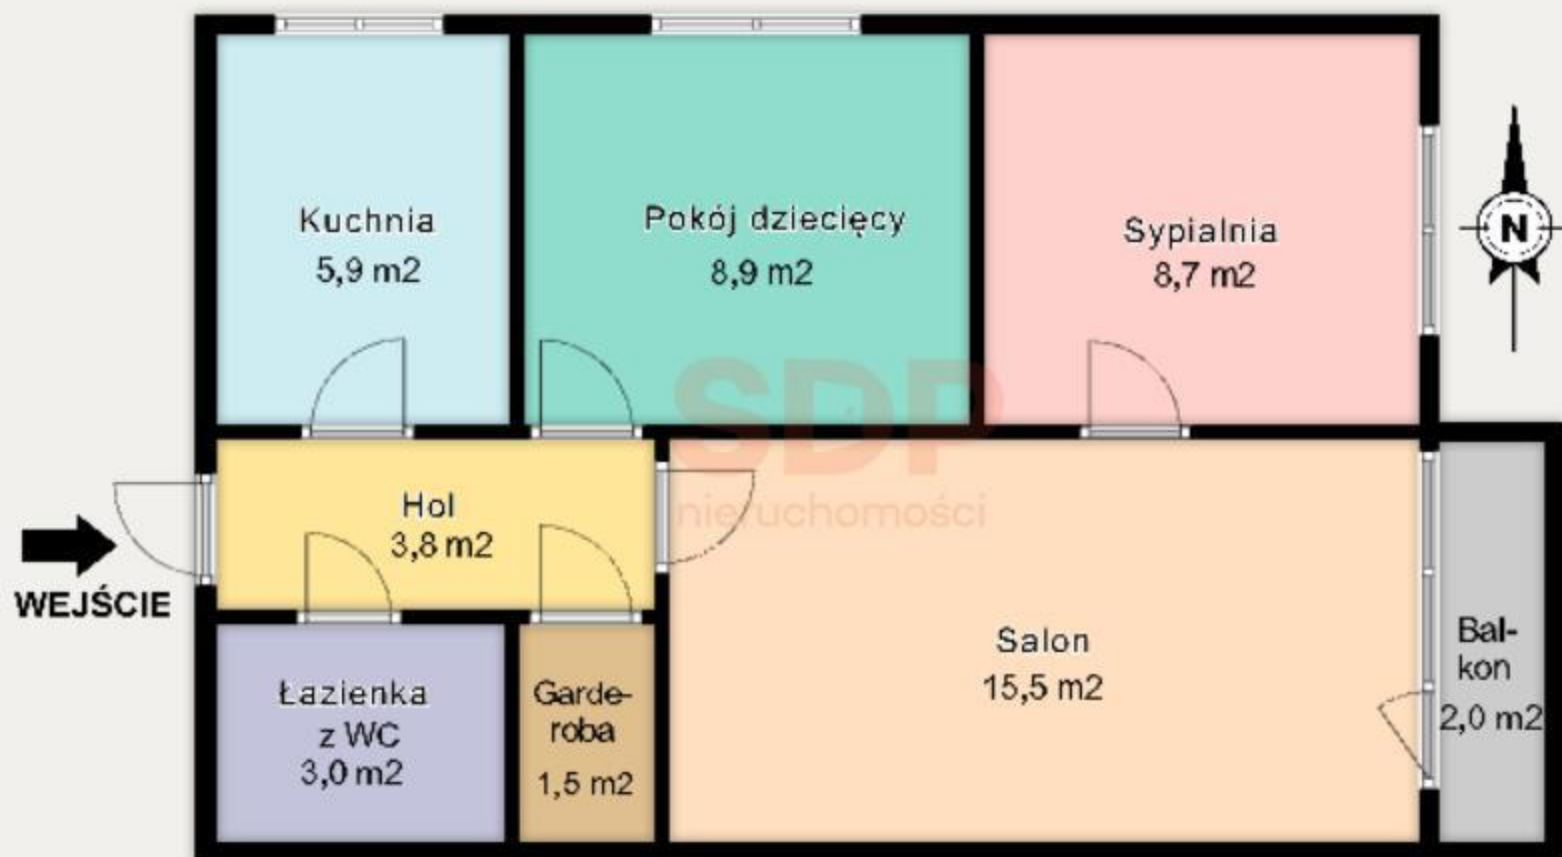 Kuchnia
5,9 m2
Pokój dziecięcy
8,9 m2
Sypialnia
8,7 m2
N
SDP
nieruchomości
Hol
3,8 m2
WEJŚCIE
Salon
15,5 m2
Bal-
kon
2,0 m2
Łazienka
z WC
3,0 m2
Garde-
roba
1,5 m2